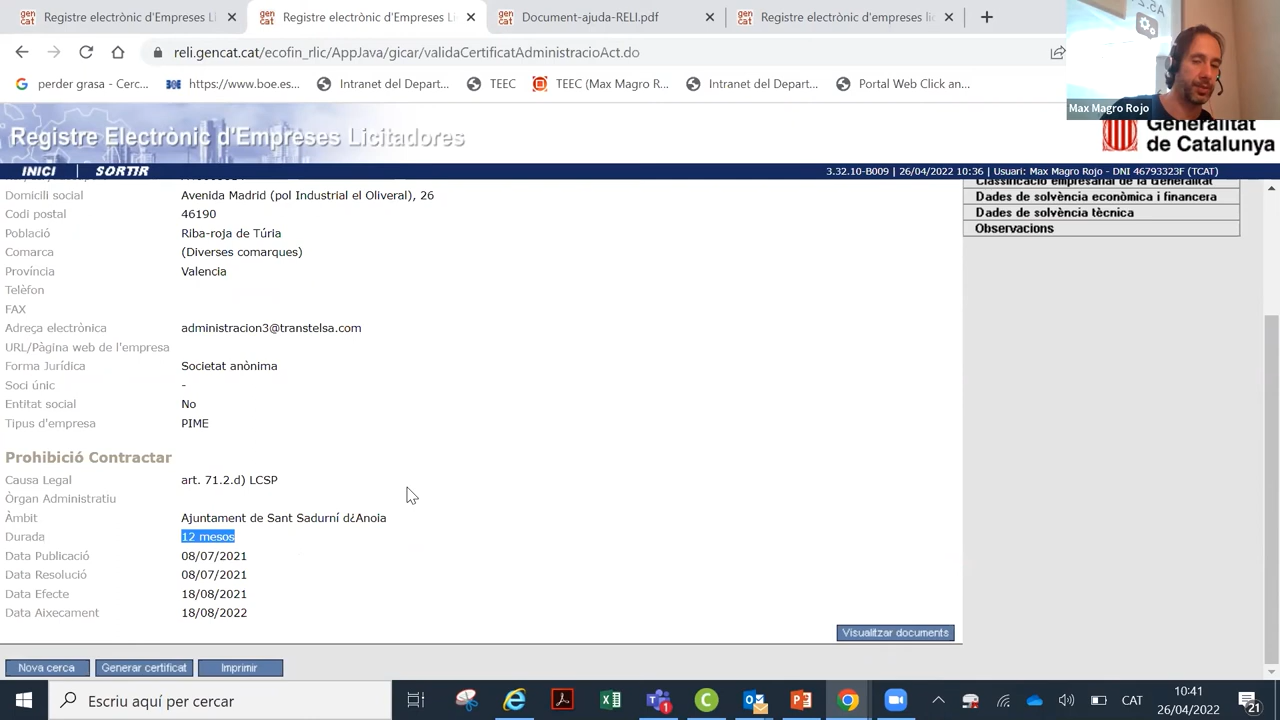 Registre electrònic d'Empreses Li
Registre electrònic d'Empreses Li
Document-ajuda-RELI.pdf
Registre electrònic d'empreses lic
reli.gencat.cat/ecofin_rlic/AppJava/gicar/validaCertificatAdministracioAct.do
perder grasa - Cerc...
https://www.boe.es...
Intranet del Depart...
TEEC
TEEC (Max Magro R...
Intranet del Depart...
Portal Web Click an...
Max Magro Rojo
Registre Electrònic d'Empreses Licitadores
Generalitat
de Catalunya
INICI | SORTIR
3.32.10-B009 | 26/04/2022 10:36 | Usuari: Max Magro Rojo - DNI 46793323F (TCAT)
Classificació empresarial de la Generalitat
Dades de solvència econòmica i financera
Dades de solvència tècnica
Observacions
Domicili social Avenida Madrid (pol Industrial el Oliveral), 26
Codi postal 46190
Població Riba-roja de Túria
Comarca (Diverses comarques)
Província Valencia
Telèfon
FAX
Adreça electrònica administracion3@transtelsa.com
URL/Pàgina web de l'empresa
Forma Jurídica Societat anònima
Soci únic -
Entitat social No
Tipus d'empresa PIME
Prohibició Contractar
Causa Legal art. 71.2.d) LCSP
Òrgan Administratiu
Àmbit Ajuntament de Sant Sadurní d¿Anoia
Durada 12 mesos
Data Publicació 08/07/2021
Data Resolució 08/07/2021
Data Efecte 18/08/2021
Data Aixecament 18/08/2022
Visualitzar documents
Nova cerca Generar certificat Imprimir
Escriu aquí per cercar
CAT
10:41
26/04/2022
21